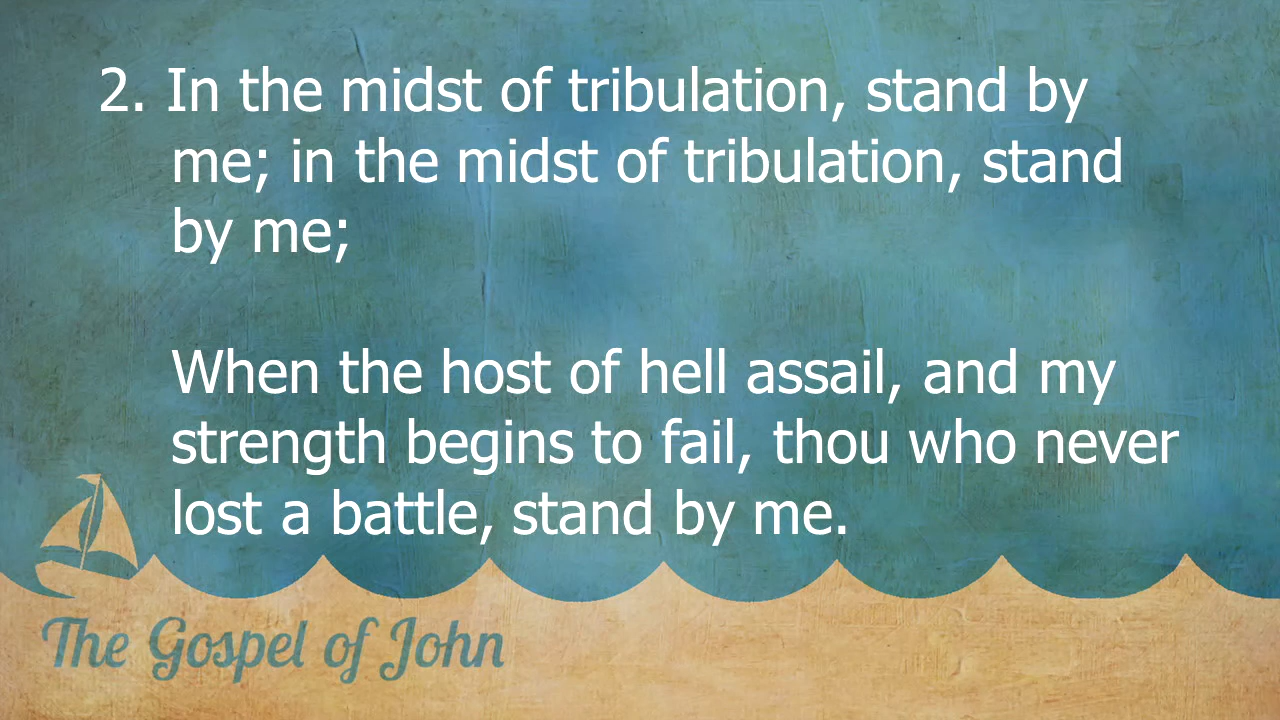 2. In the midst of tribulation, stand by
me; in the midst of tribulation, stand
by me;
When the host of hell assail, and my
strength begins to fail, thou who never
lost a battle, stand by me.
The Gospel of John